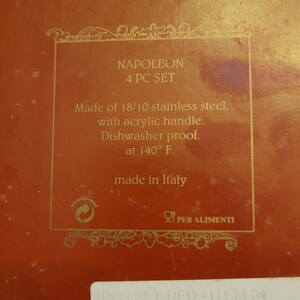 NAPOLEON
4 PC SET
Made of 18/10 stainless steel,
with acrylic handle.
Dishwasher proof.
at 140° F.
made in Italy
PER ALIMENTI